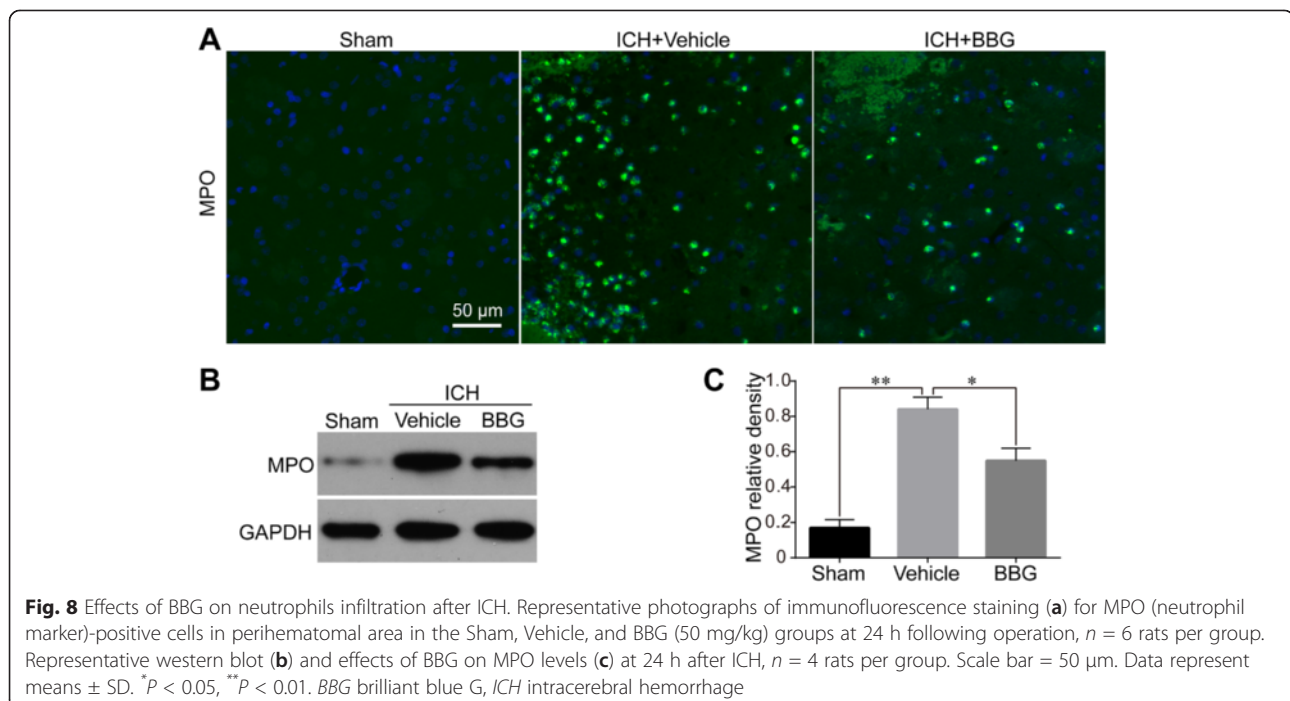 A
Sham
ICH+Vehicle
ICH+BBG
MPO
50 µm
B
ICH
Sham Vehicle BBG
MPO
GAPDH
C
MPO relative density
1.0
0.8
0.6
0.4
0.2
0
**
*
Sham Vehicle BBG
Fig. 8 Effects of BBG on neutrophils infiltration after ICH. Representative photographs of immunofluorescence staining (a) for MPO (neutrophil
marker)-positive cells in perihematomal area in the Sham, Vehicle, and BBG (50 mg/kg) groups at 24 h following operation, n = 6 rats per group.
Representative western blot (b) and effects of BBG on MPO levels (c) at 24 h after ICH, n = 4 rats per group. Scale bar = 50 µm. Data represent
means ± SD. *P < 0.05, **P < 0.01. BBG brilliant blue G, ICH intracerebral hemorrhage